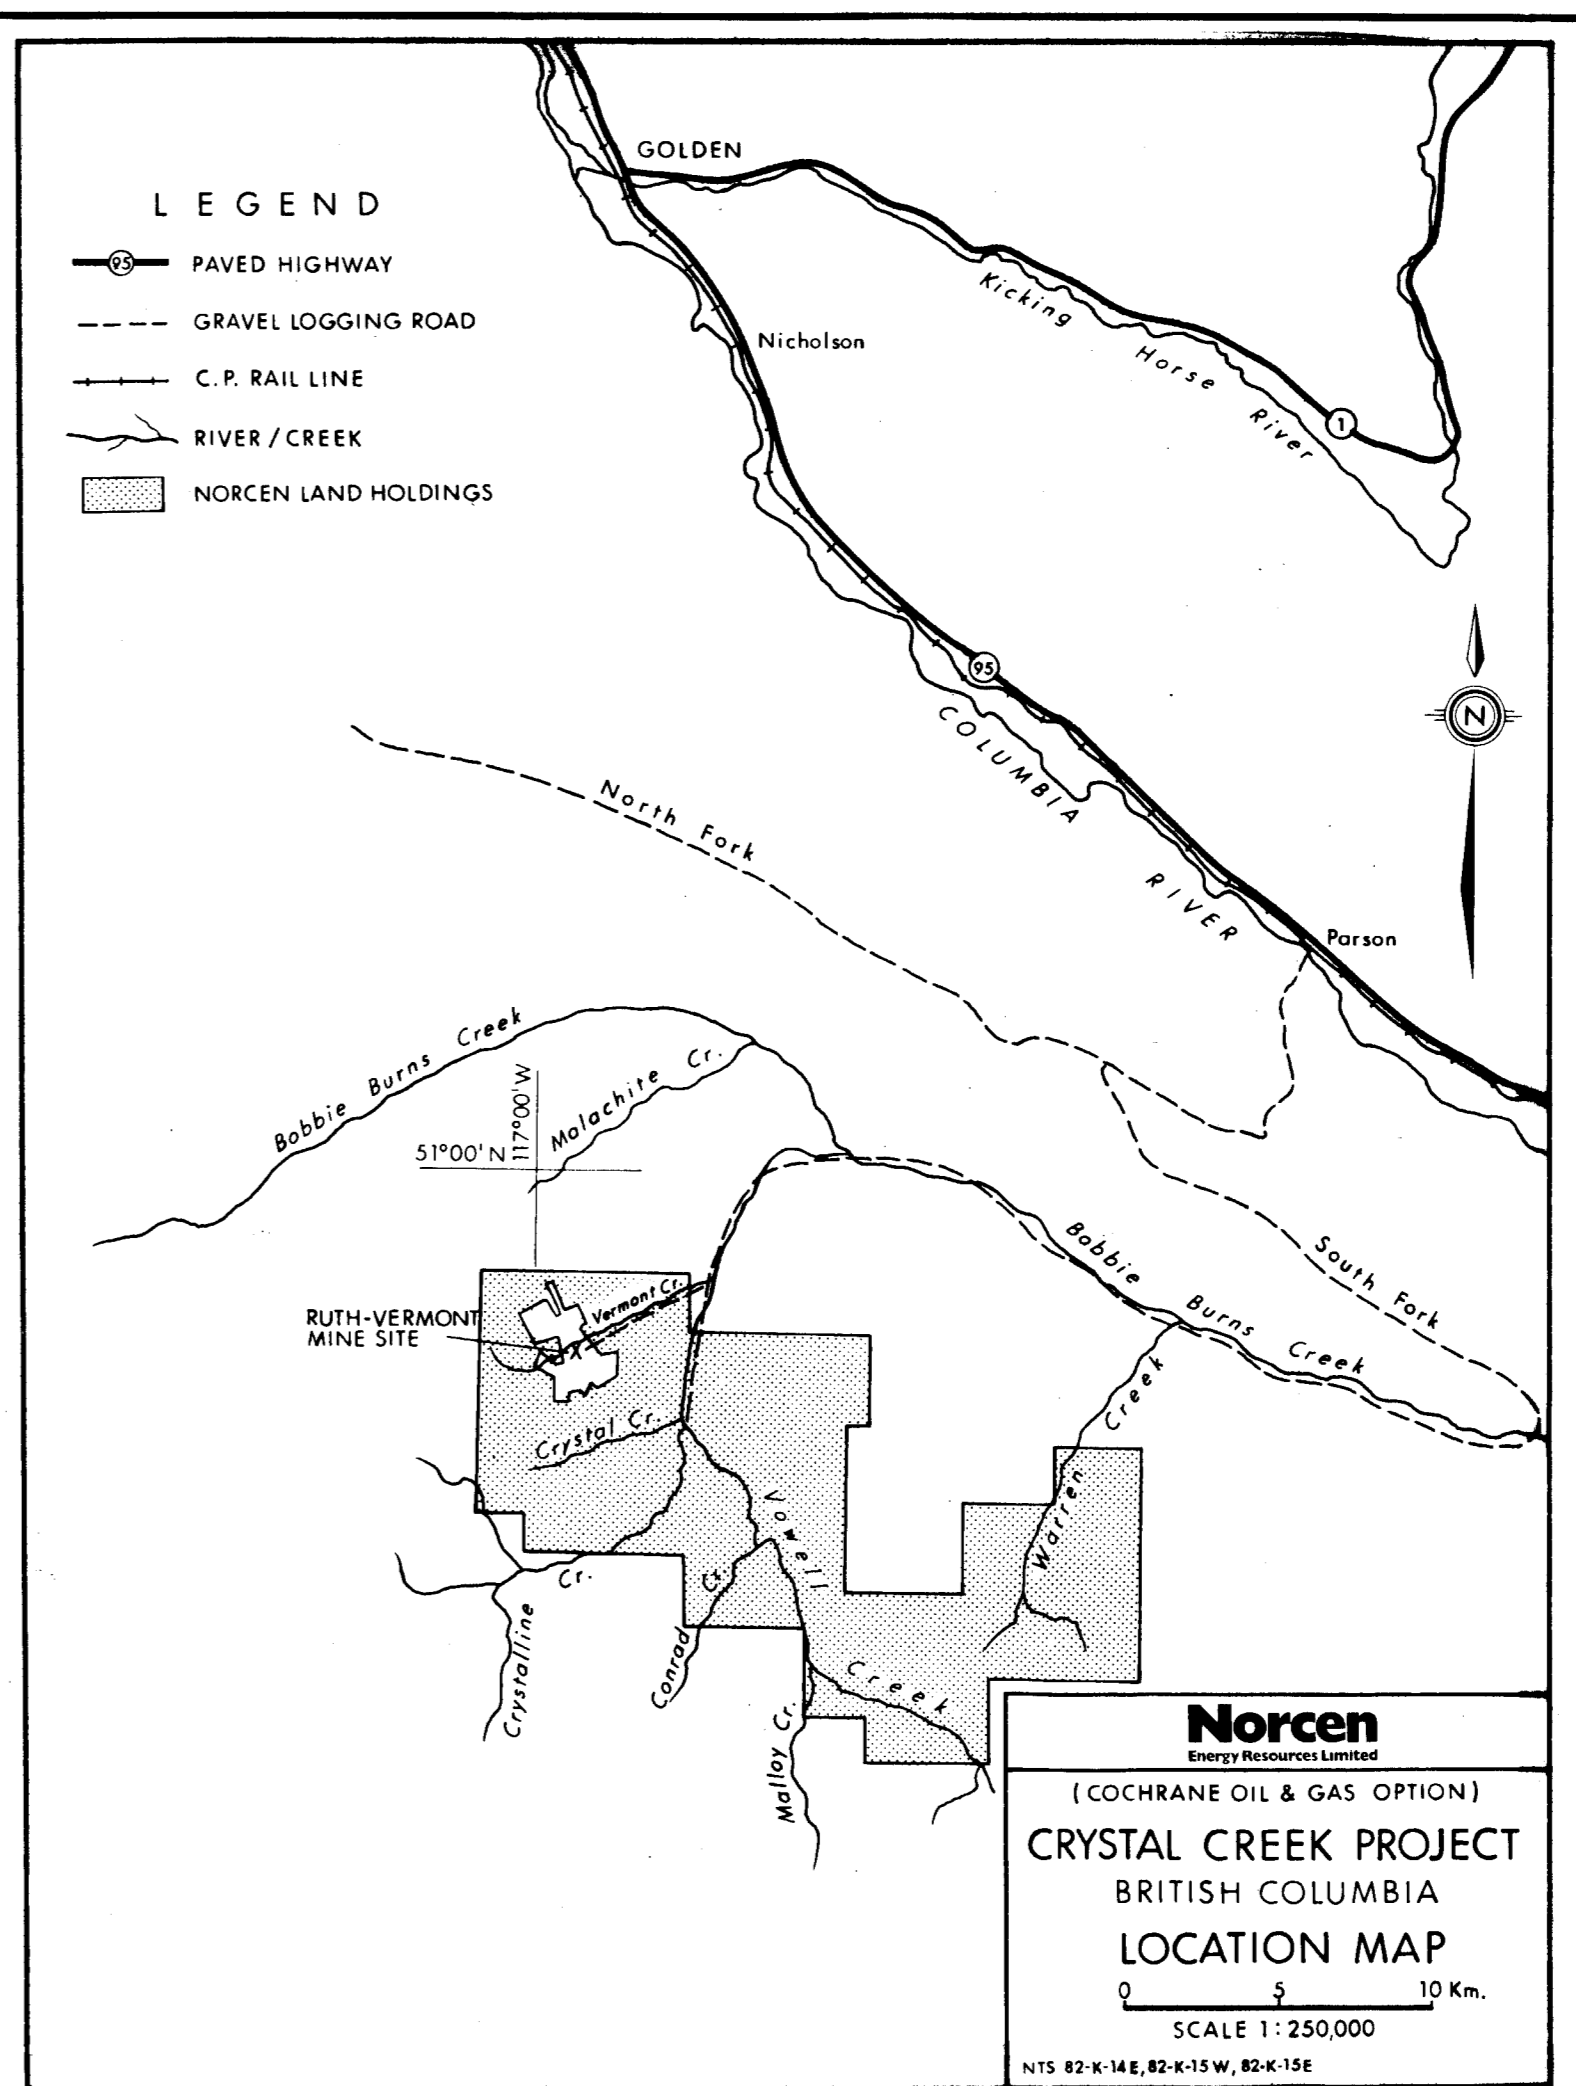 GOLDEN
LEGEND
95 PAVED HIGHWAY
GRAVEL LOGGING ROAD
C.P. RAIL LINE
RIVER / CREEK
NORCEN LAND HOLDINGS
Kicking Horse River
Nicholson
1
95
N
COLUMBIA RIVER
North Fork
Parson
Bobbie Burns Creek
Malachite Cr.
117°00' W
51°00' N
Bobbie Burns Creek
South Fork
Vermont Cr.
RUTH-VERMONT
MINE SITE
X
Crystal Cr.
Warren Creek
Vowell Creek
Crystalline Cr.
Conrad Cr.
Malloy Cr.
Norcen
Energy Resources Limited
( COCHRANE OIL & GAS OPTION )
CRYSTAL CREEK PROJECT
BRITISH COLUMBIA
LOCATION MAP
0 5 10 Km.
SCALE 1 : 250,000
NTS 82-K-14E, 82-K-15W, 82-K-15E